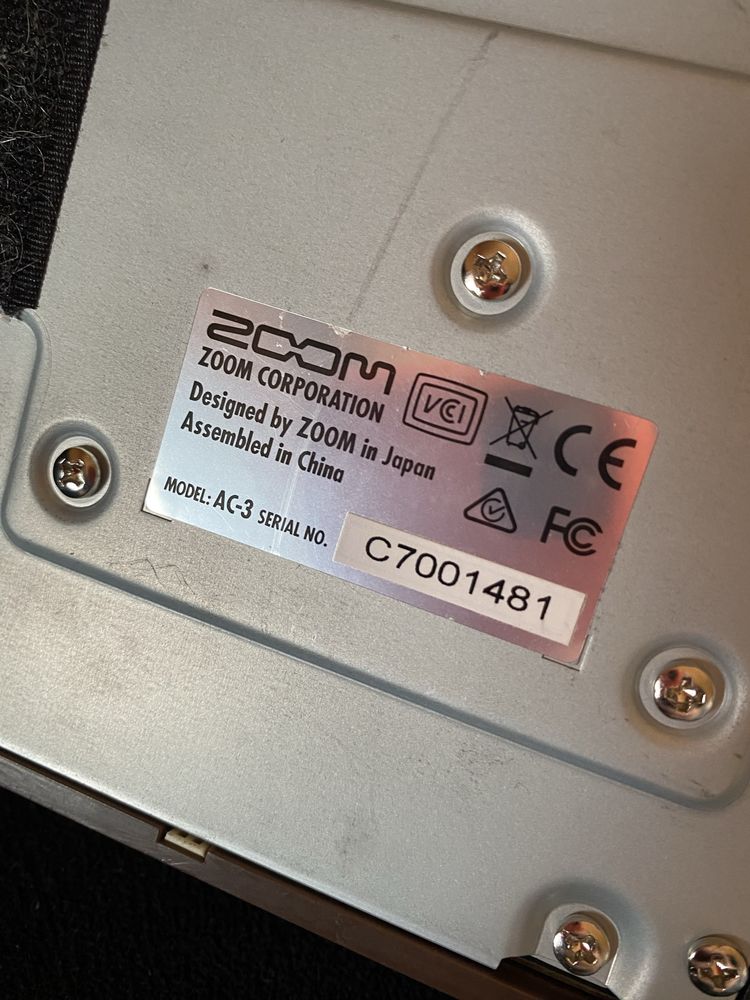 ZOOM
ZOOM CORPORATION
Designed by ZOOM in Japan
Assembled in China
VCCI
CE
FC
MODEL: AC-3 SERIAL NO.
C7001481